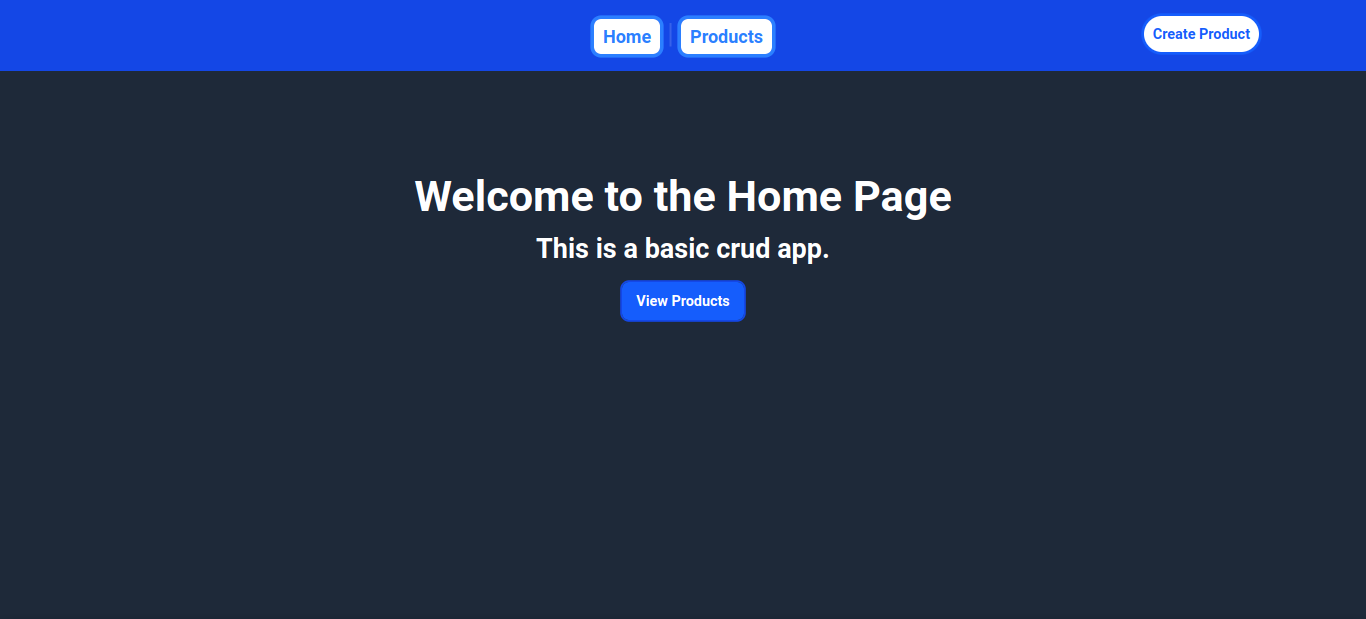 Home | Products
Create Product
Welcome to the Home Page
This is a basic crud app.
View Products